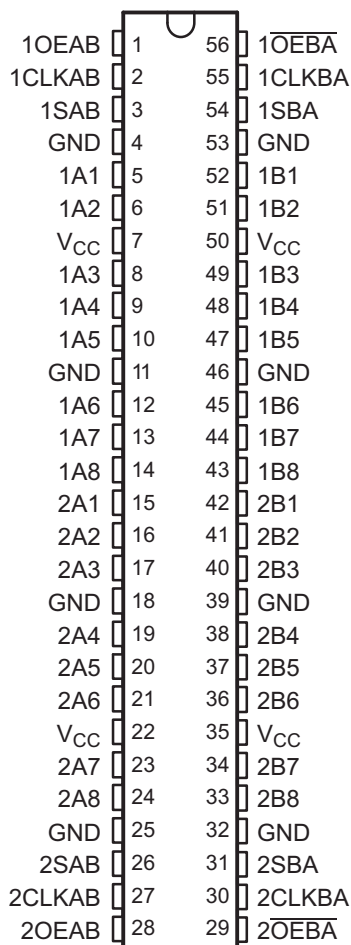 1OEAB 1 56 1O̅E̅B̅A̅
1CLKAB 2 55 1CLKBA
1SAB 3 54 1SBA
GND 4 53 GND
1A1 5 52 1B1
1A2 6 51 1B2
VCC 7 50 VCC
1A3 8 49 1B3
1A4 9 48 1B4
1A5 10 47 1B5
GND 11 46 GND
1A6 12 45 1B6
1A7 13 44 1B7
1A8 14 43 1B8
2A1 15 42 2B1
2A2 16 41 2B2
2A3 17 40 2B3
GND 18 39 GND
2A4 19 38 2B4
2A5 20 37 2B5
2A6 21 36 2B6
VCC 22 35 VCC
2A7 23 34 2B7
2A8 24 33 2B8
GND 25 32 GND
2SAB 26 31 2SBA
2CLKAB 27 30 2CLKBA
2OEAB 28 29 2O̅E̅B̅A̅